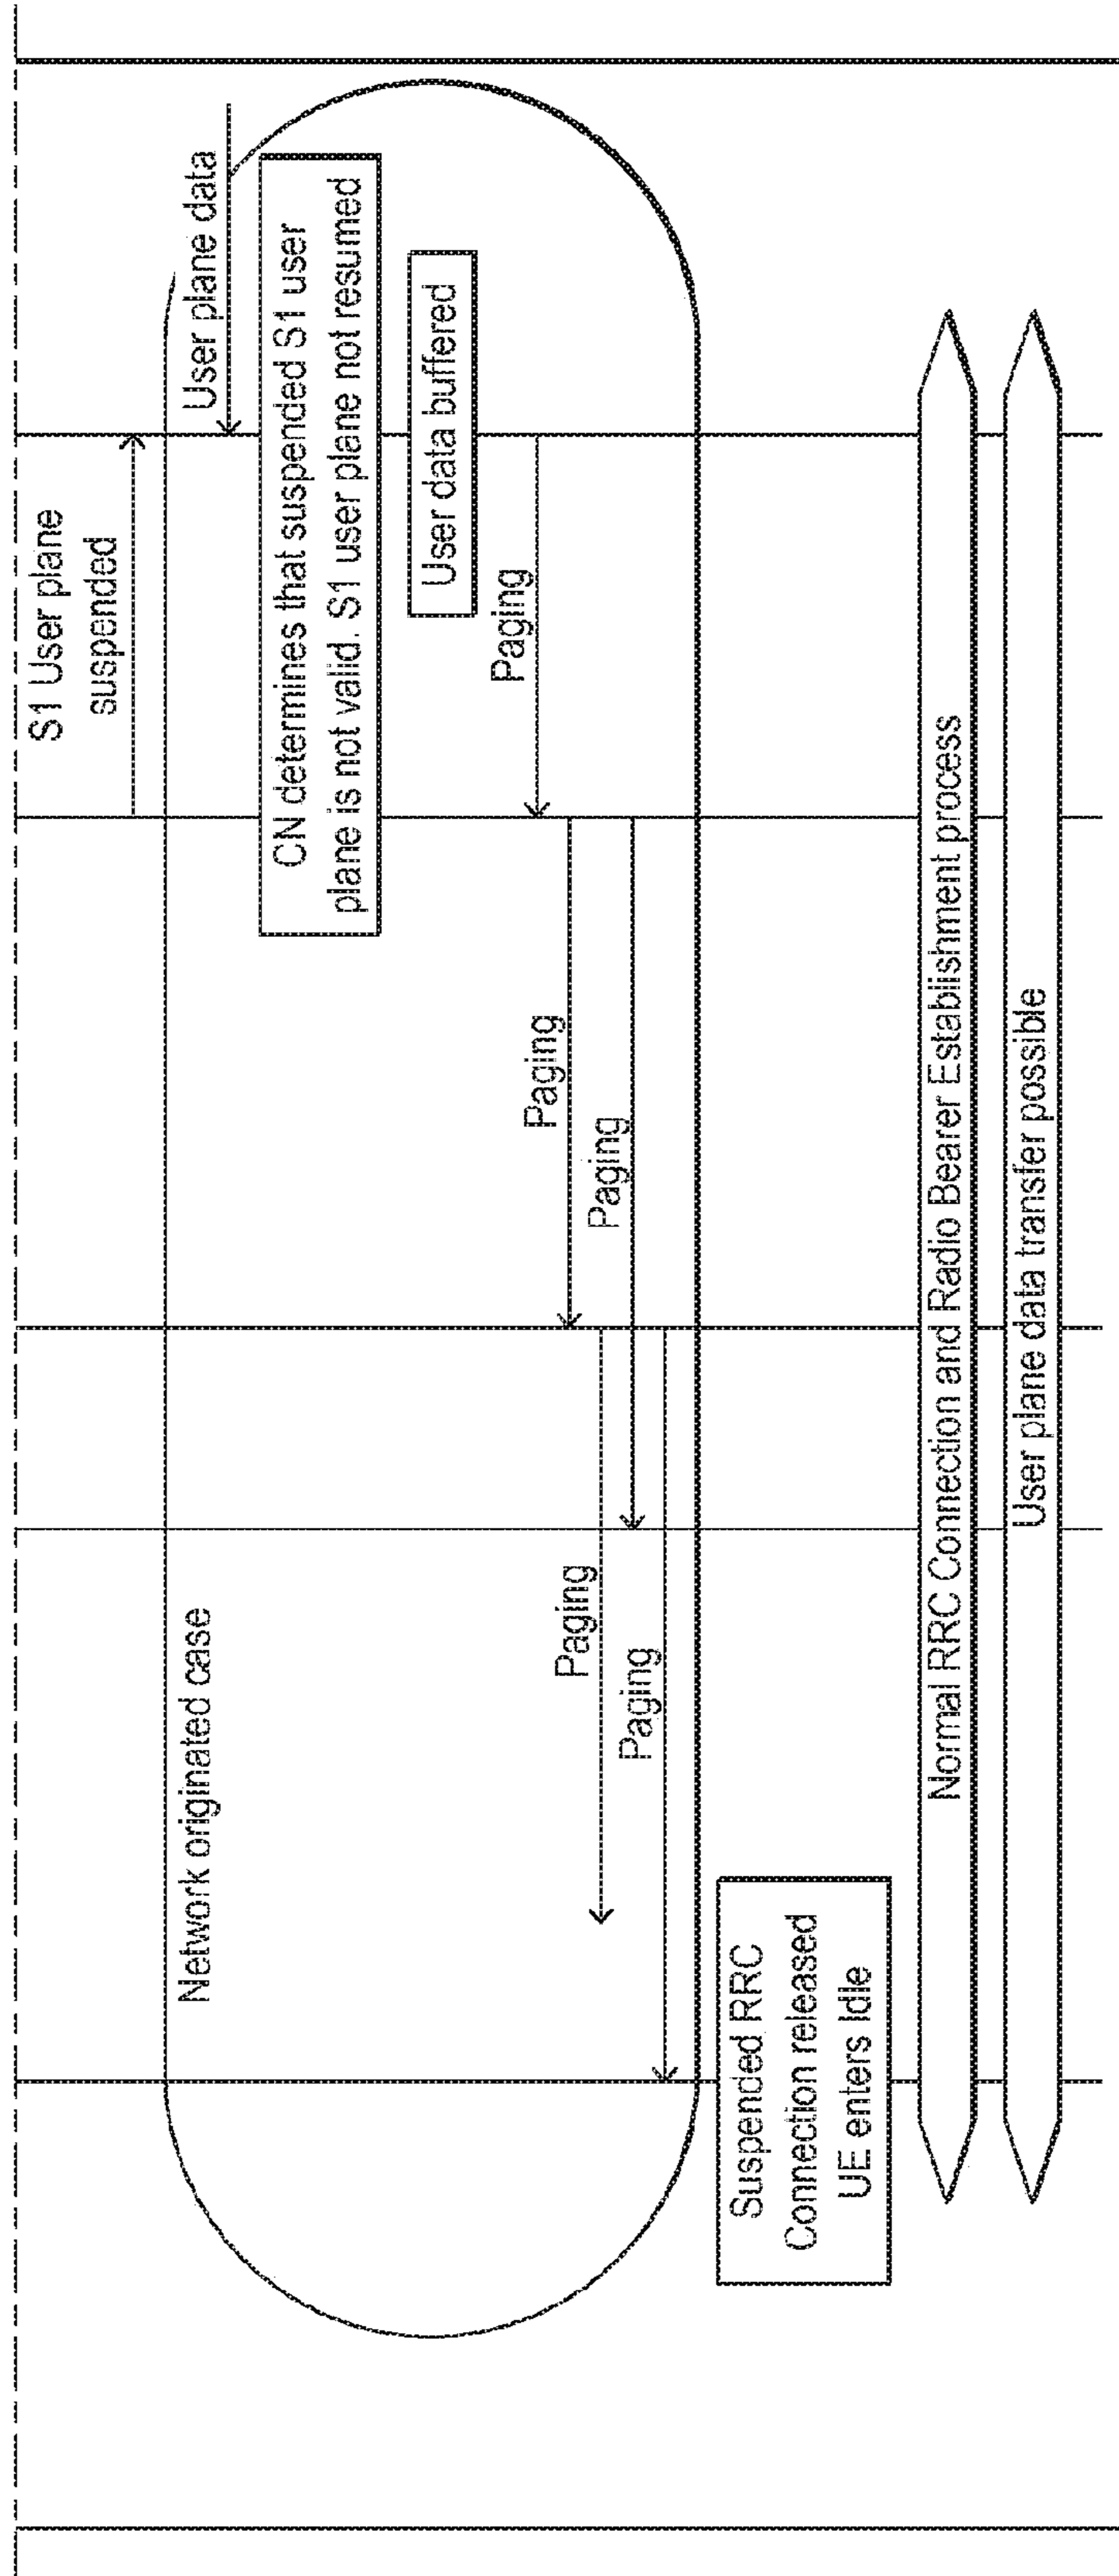 S1 User plane
suspended
User plane data
Network originated case
CN determines that suspended S1 user
plane is not valid. S1 user plane not resumed
User data buffered
Paging
Paging
Paging
Paging
Paging
Suspended RRC
Connection released
UE enters Idle
Normal RRC Connection and Radio Bearer Establishment process
User plane data transfer possible